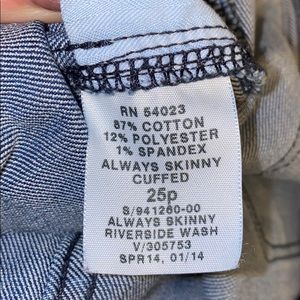 RN 54023
87% COTTON
12% POLYESTER
1% SPANDEX
ALWAYS SKINNY
CUFFED
25p
S/941260-00
ALWAYS SKINNY
RIVERSIDE WASH
V/305753
SPR14, 01/14